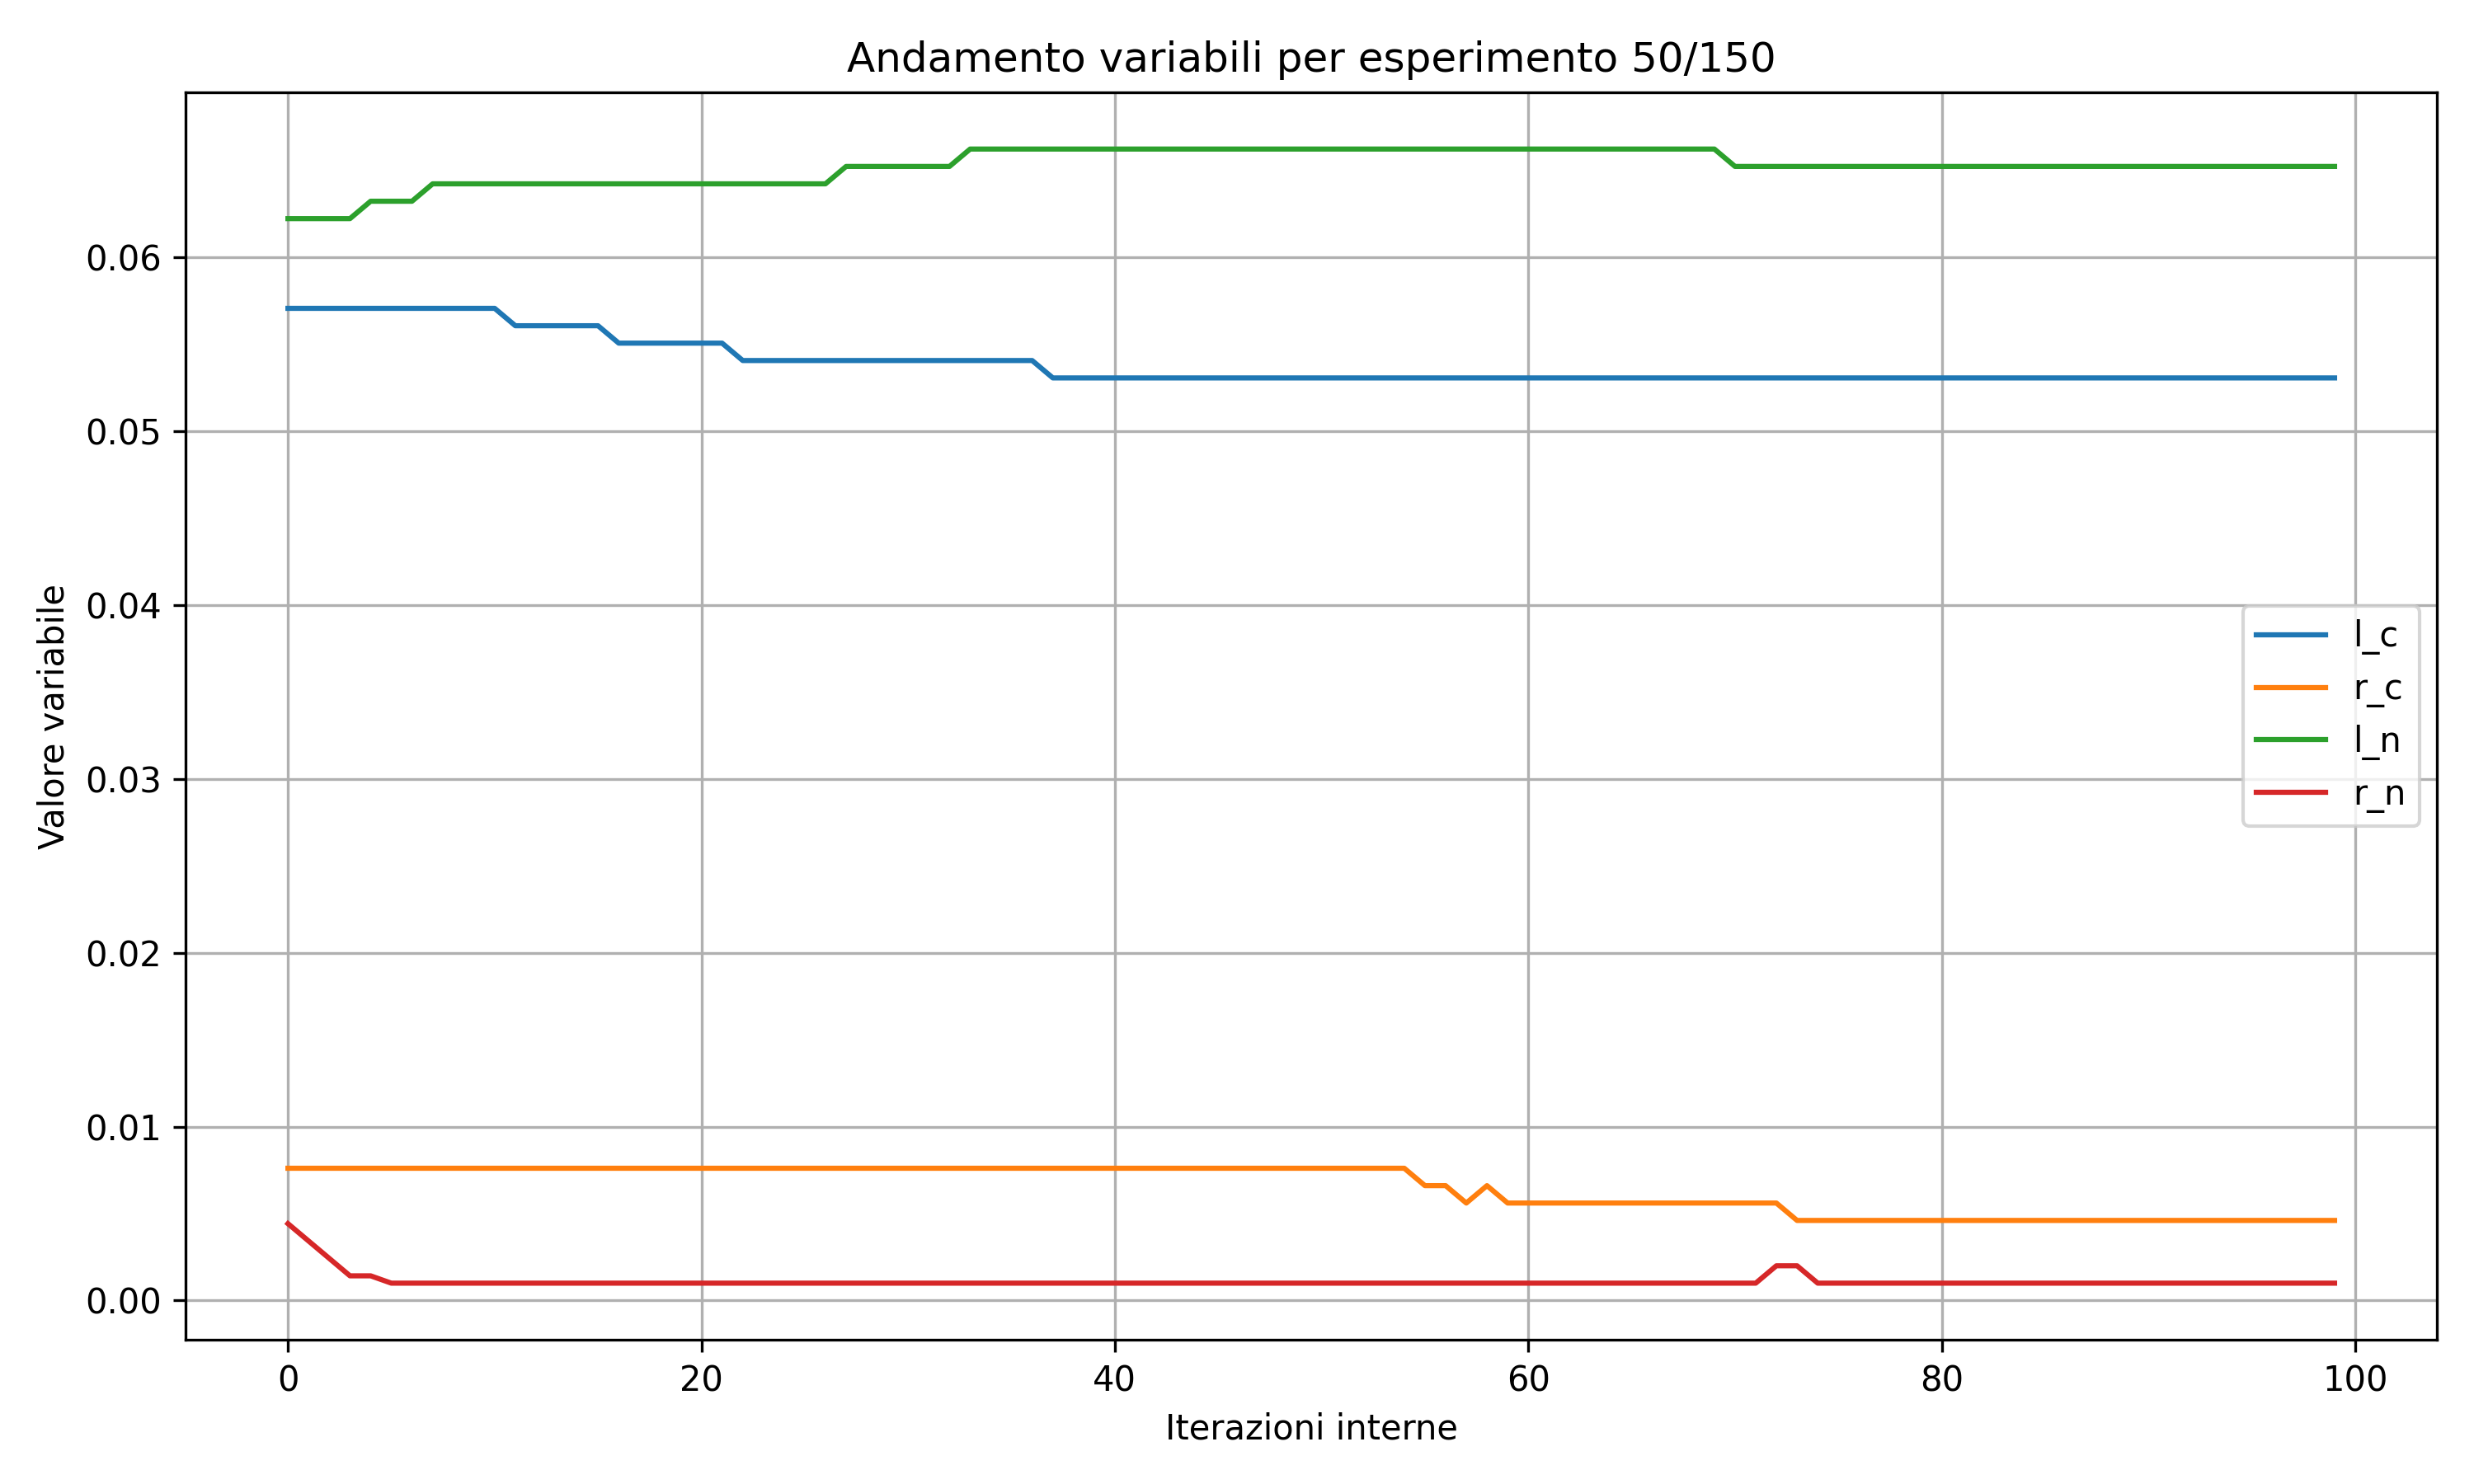 Andamento variabili per esperimento 50/150
Valore variabile
0.06
0.05
0.04
0.03
0.02
0.01
0.00
l_c
r_c
l_n
r_n
0 20 40 60 80 100
Iterazioni interne